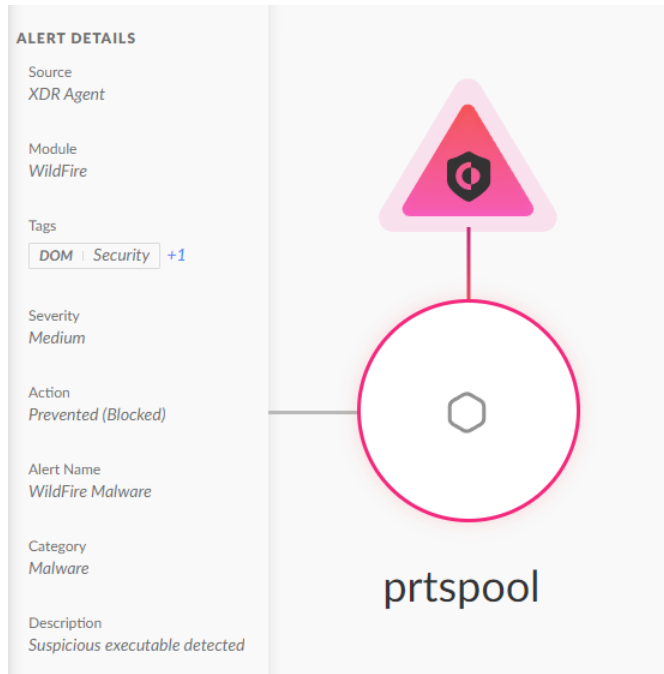 ALERT DETAILS
Source
XDR Agent
Module
WildFire
Tags
DOM | Security +1
Severity
Medium
Action
Prevented (Blocked)
Alert Name
WildFire Malware
Category
Malware
Description
Suspicious executable detected
prtspool